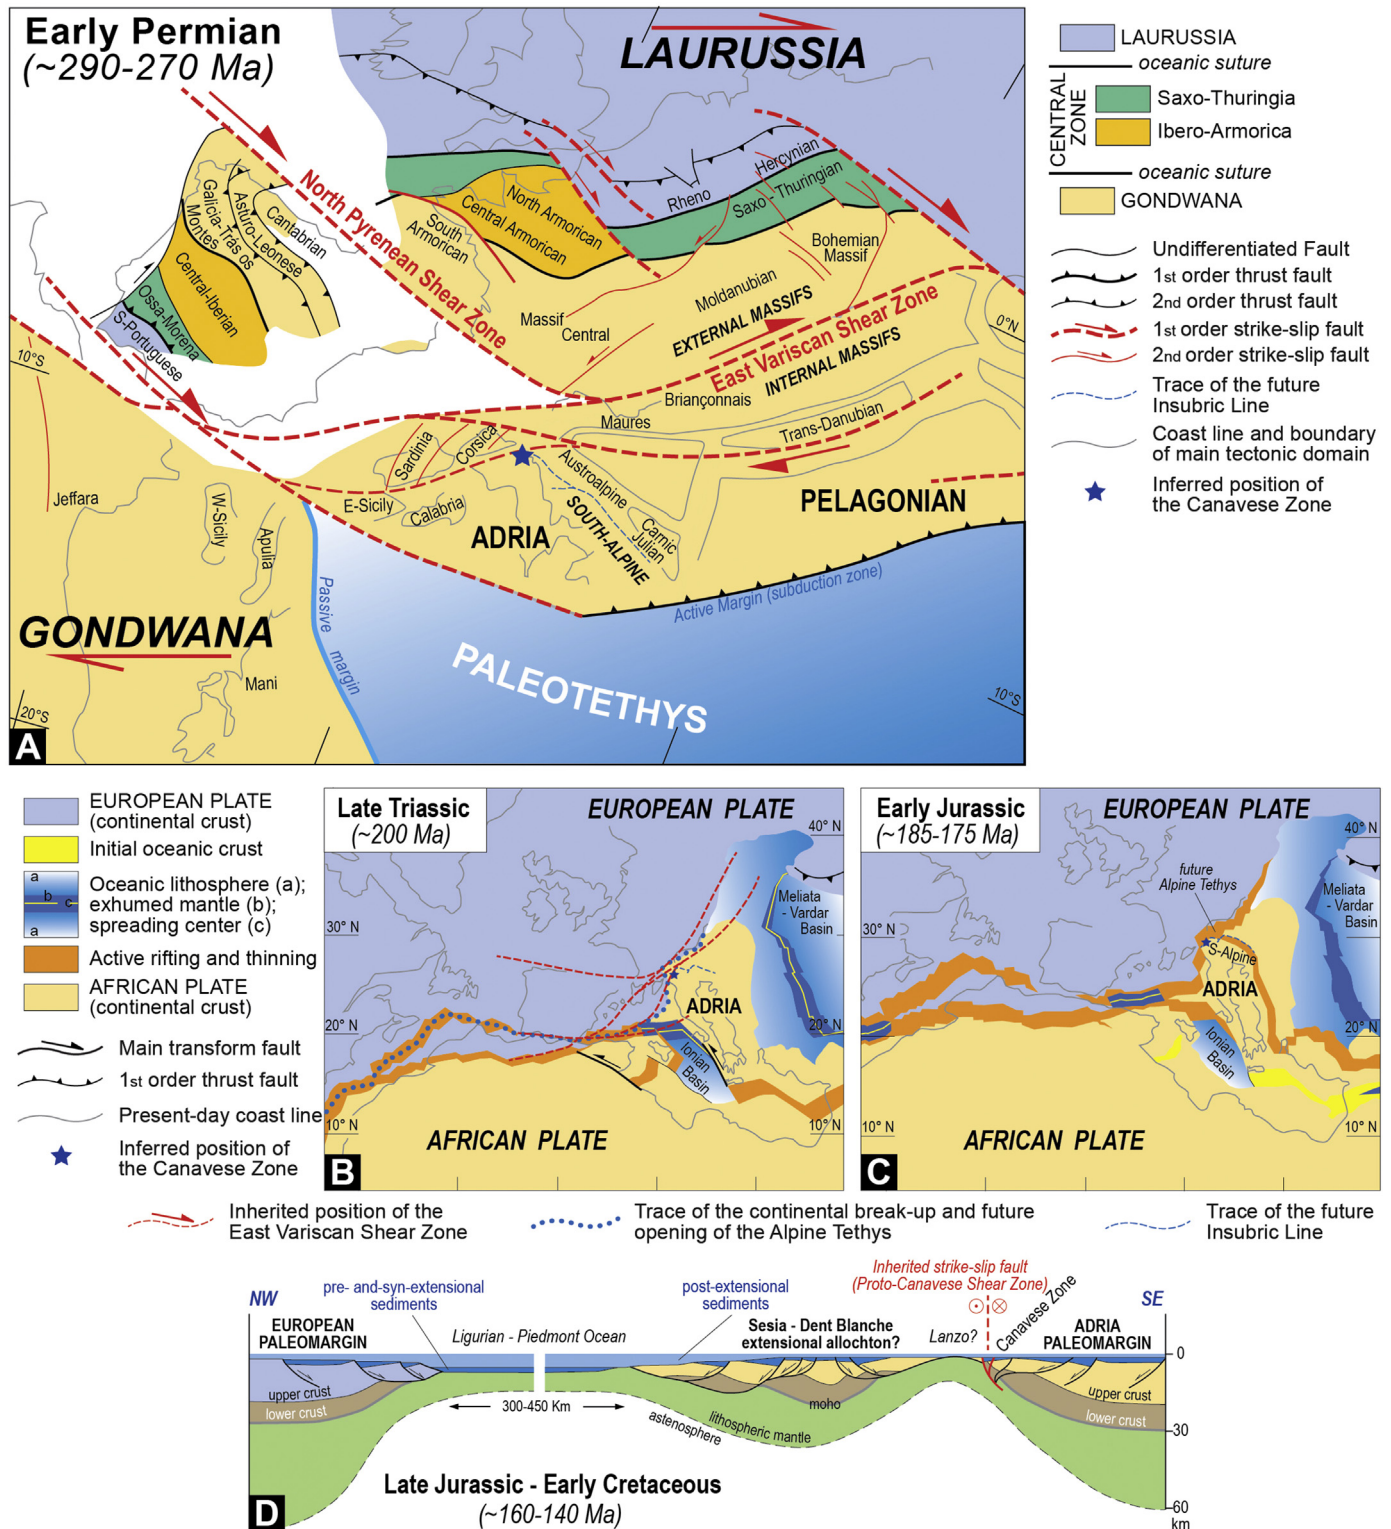 Early Permian
(~290-270 Ma)
LAURUSSIA
North Pyrenean Shear Zone
Galicia-Trás os
Montes
Asturo-Leonese
Cantabrian
Central-Iberian
Ossa-Morena
S-Portuguese
South
Armorican
North Armorican
Central Armorican
Rheno
Hercynian
Saxo-Thuringian
Bohemian
Massif
Moldanubian
Massif
Central
EXTERNAL MASSIFS
East Variscan Shear Zone
INTERNAL MASSIFS
Briançonnais
Maures
Trans-Danubian
Sardinia
Corsica
E-Sicily
Calabria
Austroalpine
SOUTH-ALPINE
Carnic
Julian
ADRIA
PELAGONIAN
Jeffara
W-Sicily
Apulia
Mani
GONDWANA
Passive margin
Active Margin (subduction zone)
PALEOTETHYS
10°S
20°S
0°N
10°S
A
LAURUSSIA
oceanic suture
CENTRAL
ZONE
Saxo-Thuringia
Ibero-Armorica
oceanic suture
GONDWANA
Undifferentiated Fault
1st order thrust fault
2nd order thrust fault
1st order strike-slip fault
2nd order strike-slip fault
Trace of the future
Insubric Line
Coast line and boundary
of main tectonic domain
Inferred position of
the Canavese Zone
EUROPEAN PLATE
(continental crust)
Initial oceanic crust
a
b
c
a
Oceanic lithosphere (a);
exhumed mantle (b);
spreading center (c)
Active rifting and thinning
AFRICAN PLATE
(continental crust)
Main transform fault
1st order thrust fault
Present-day coast line
Inferred position of
the Canavese Zone
Late Triassic
(~200 Ma)
EUROPEAN PLATE
40° N
30° N
20° N
20° N
10° N
10° N
Meliata
- Vardar
Basin
ADRIA
Ionian
Basin
AFRICAN PLATE
B
Early Jurassic
(~185-175 Ma)
EUROPEAN PLATE
40° N
future
Alpine Tethys
Meliata
- Vardar
Basin
30° N
S-Alpine
ADRIA
20° N
20° N
Ionian
Basin
10° N
10° N
AFRICAN PLATE
C
Inherited position of the
East Variscan Shear Zone
Trace of the continental break-up and future
opening of the Alpine Tethys
Trace of the future
Insubric Line
NW
pre- and-syn-extensional
sediments
post-extensional
sediments
Inherited strike-slip fault
(Proto-Canavese Shear Zone)
Canavese Zone
SE
EUROPEAN
PALEOMARGIN
Ligurian - Piedmont Ocean
Sesia - Dent Blanche
extensional allochton?
Lanzo?
ADRIA
PALEOMARGIN
0
upper crust
lower crust
300-450 Km
astenosphere
lithospheric mantle
moho
upper crust
lower crust
30
60
km
Late Jurassic - Early Cretaceous
(~160-140 Ma)
D